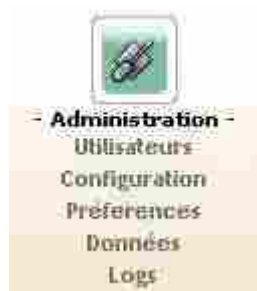 - Administration -
Utilisateurs
Configuration
Préferences
Données
Logs